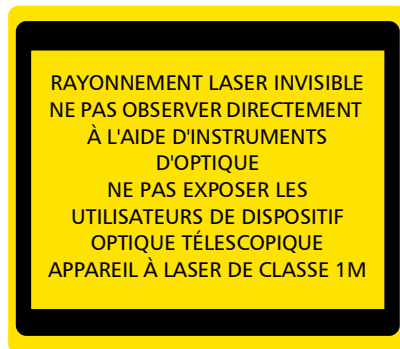 RAYONNEMENT LASER INVISIBLE
NE PAS OBSERVER DIRECTEMENT
À L'AIDE D'INSTRUMENTS
D'OPTIQUE
NE PAS EXPOSER LES
UTILISATEURS DE DISPOSITIF
OPTIQUE TÉLESCOPIQUE
APPAREIL À LASER DE CLASSE 1M